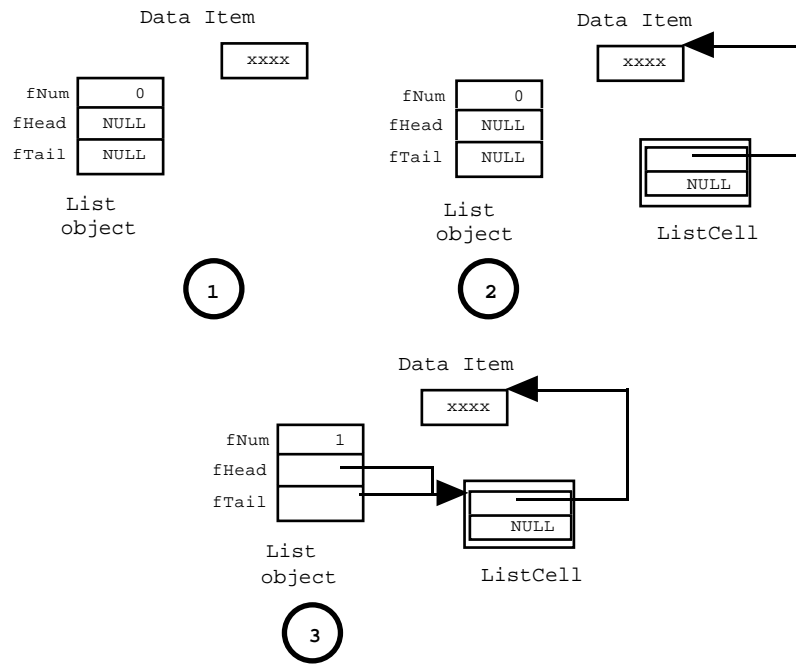 Data Item
xxxx
fNum 0
fHead NULL
fTail NULL
List
object
1
Data Item
xxxx
fNum 0
fHead NULL
fTail NULL
List
object
NULL
ListCell
2
Data Item
xxxx
fNum 1
fHead
fTail
List
object
NULL
ListCell
3